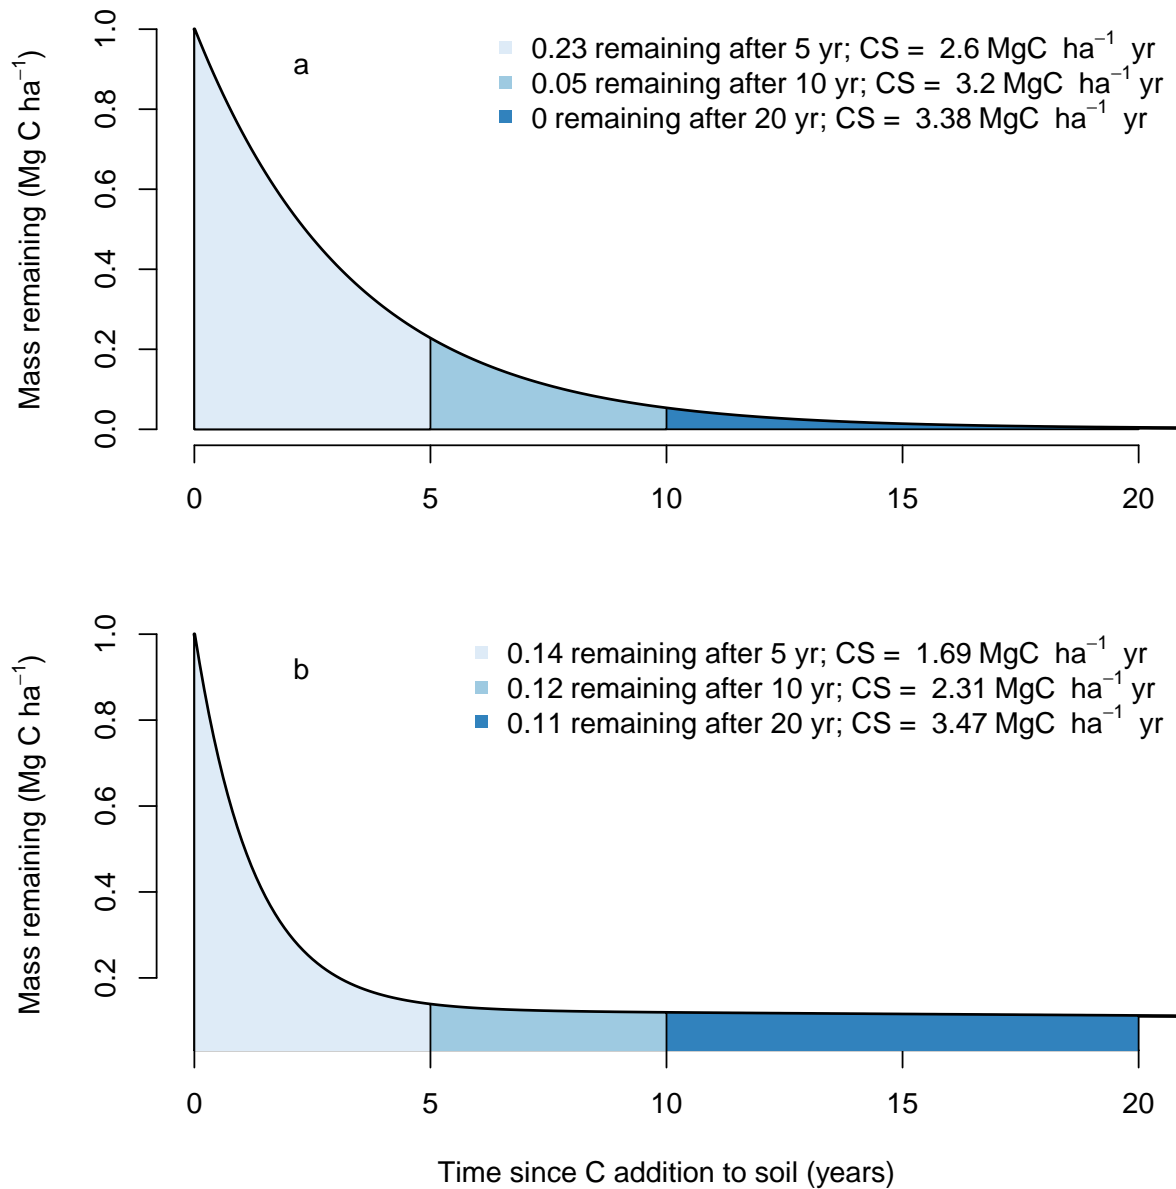 a
0.23 remaining after 5 yr; CS = 2.6 MgC ha⁻¹ yr
0.05 remaining after 10 yr; CS = 3.2 MgC ha⁻¹ yr
0 remaining after 20 yr; CS = 3.38 MgC ha⁻¹ yr
Mass remaining (Mg C ha⁻¹)
1.0
0.8
0.6
0.4
0.2
0.0
0 5 10 15 20
b
0.14 remaining after 5 yr; CS = 1.69 MgC ha⁻¹ yr
0.12 remaining after 10 yr; CS = 2.31 MgC ha⁻¹ yr
0.11 remaining after 20 yr; CS = 3.47 MgC ha⁻¹ yr
Mass remaining (Mg C ha⁻¹)
1.0
0.8
0.6
0.4
0.2
0 5 10 15 20
Time since C addition to soil (years)